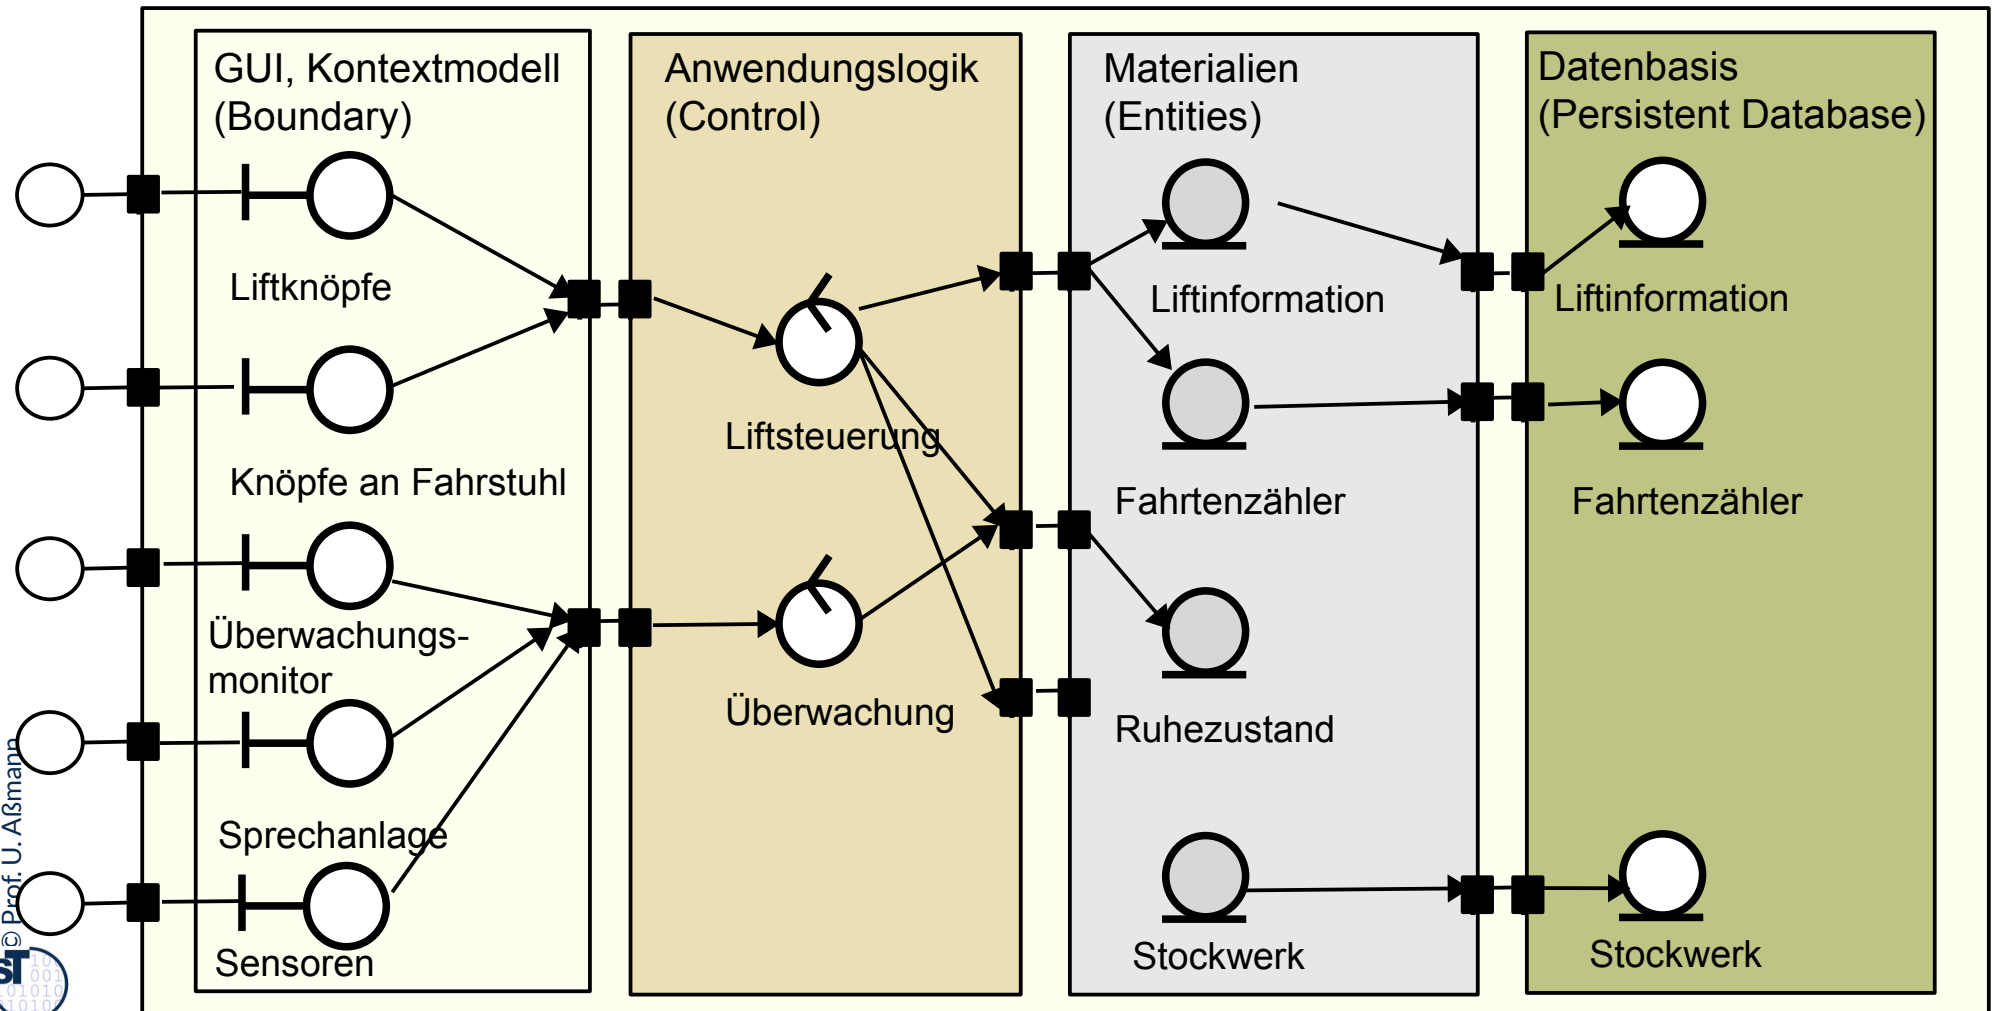 GUI, Kontextmodell
(Boundary)
Liftknöpfe
Knöpfe an Fahrstuhl
Überwachungs-
monitor
Sprechanlage
Sensoren
Anwendungslogik
(Control)
Liftsteuerung
Überwachung
Materialien
(Entities)
Liftinformation
Fahrtenzähler
Ruhezustand
Stockwerk
Datenbasis
(Persistent Database)
Liftinformation
Fahrtenzähler
Stockwerk
© Prof. U. Aßmann
ST